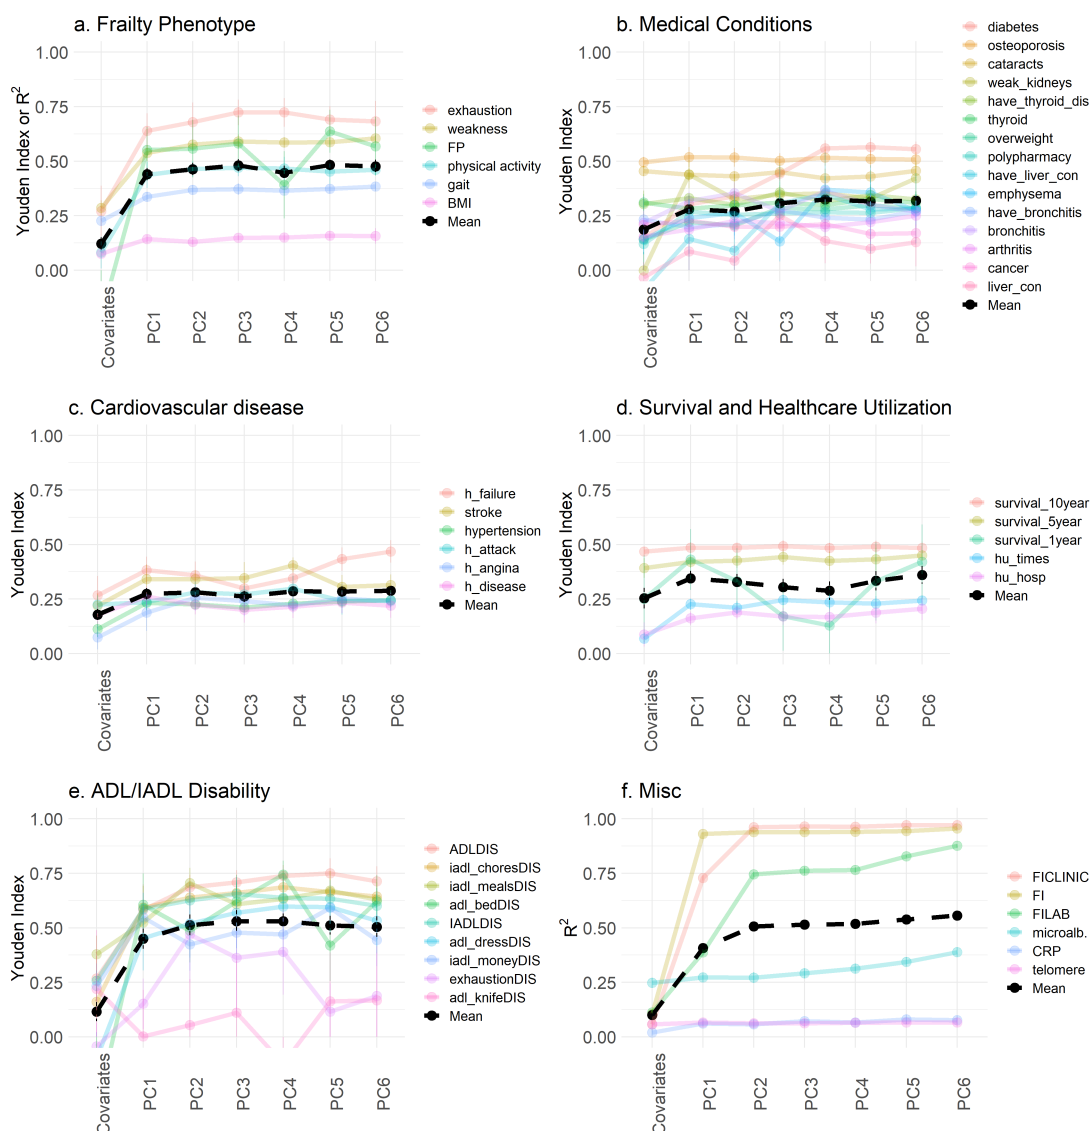 a. Frailty Phenotype
Youden Index or R²
1.00
0.75
0.50
0.25
0.00
Covariates
PC1
PC2
PC3
PC4
PC5
PC6
exhaustion
weakness
FP
physical activity
gait
BMI
Mean
b. Medical Conditions
Youden Index
1.00
0.75
0.50
0.25
0.00
Covariates
PC1
PC2
PC3
PC4
PC5
PC6
diabetes
osteoporosis
cataracts
weak_kidneys
have_thyroid_dis
thyroid
overweight
polypharmacy
have_liver_con
emphysema
have_bronchitis
bronchitis
arthritis
cancer
liver_con
Mean
c. Cardiovascular disease
Youden Index
1.00
0.75
0.50
0.25
0.00
Covariates
PC1
PC2
PC3
PC4
PC5
PC6
h_failure
stroke
hypertension
h_attack
h_angina
h_disease
Mean
d. Survival and Healthcare Utilization
Youden Index
1.00
0.75
0.50
0.25
0.00
Covariates
PC1
PC2
PC3
PC4
PC5
PC6
survival_10year
survival_5year
survival_1year
hu_times
hu_hosp
Mean
e. ADL/IADL Disability
Youden Index
1.00
0.75
0.50
0.25
0.00
Covariates
PC1
PC2
PC3
PC4
PC5
PC6
ADLDIS
iadl_choresDIS
iadl_mealsDIS
adl_bedDIS
IADLDIS
adl_dressDIS
iadl_moneyDIS
exhaustionDIS
adl_knifeDIS
Mean
f. Misc
R²
1.00
0.75
0.50
0.25
0.00
Covariates
PC1
PC2
PC3
PC4
PC5
PC6
FICLINIC
FI
FILAB
microalb.
CRP
telomere
Mean